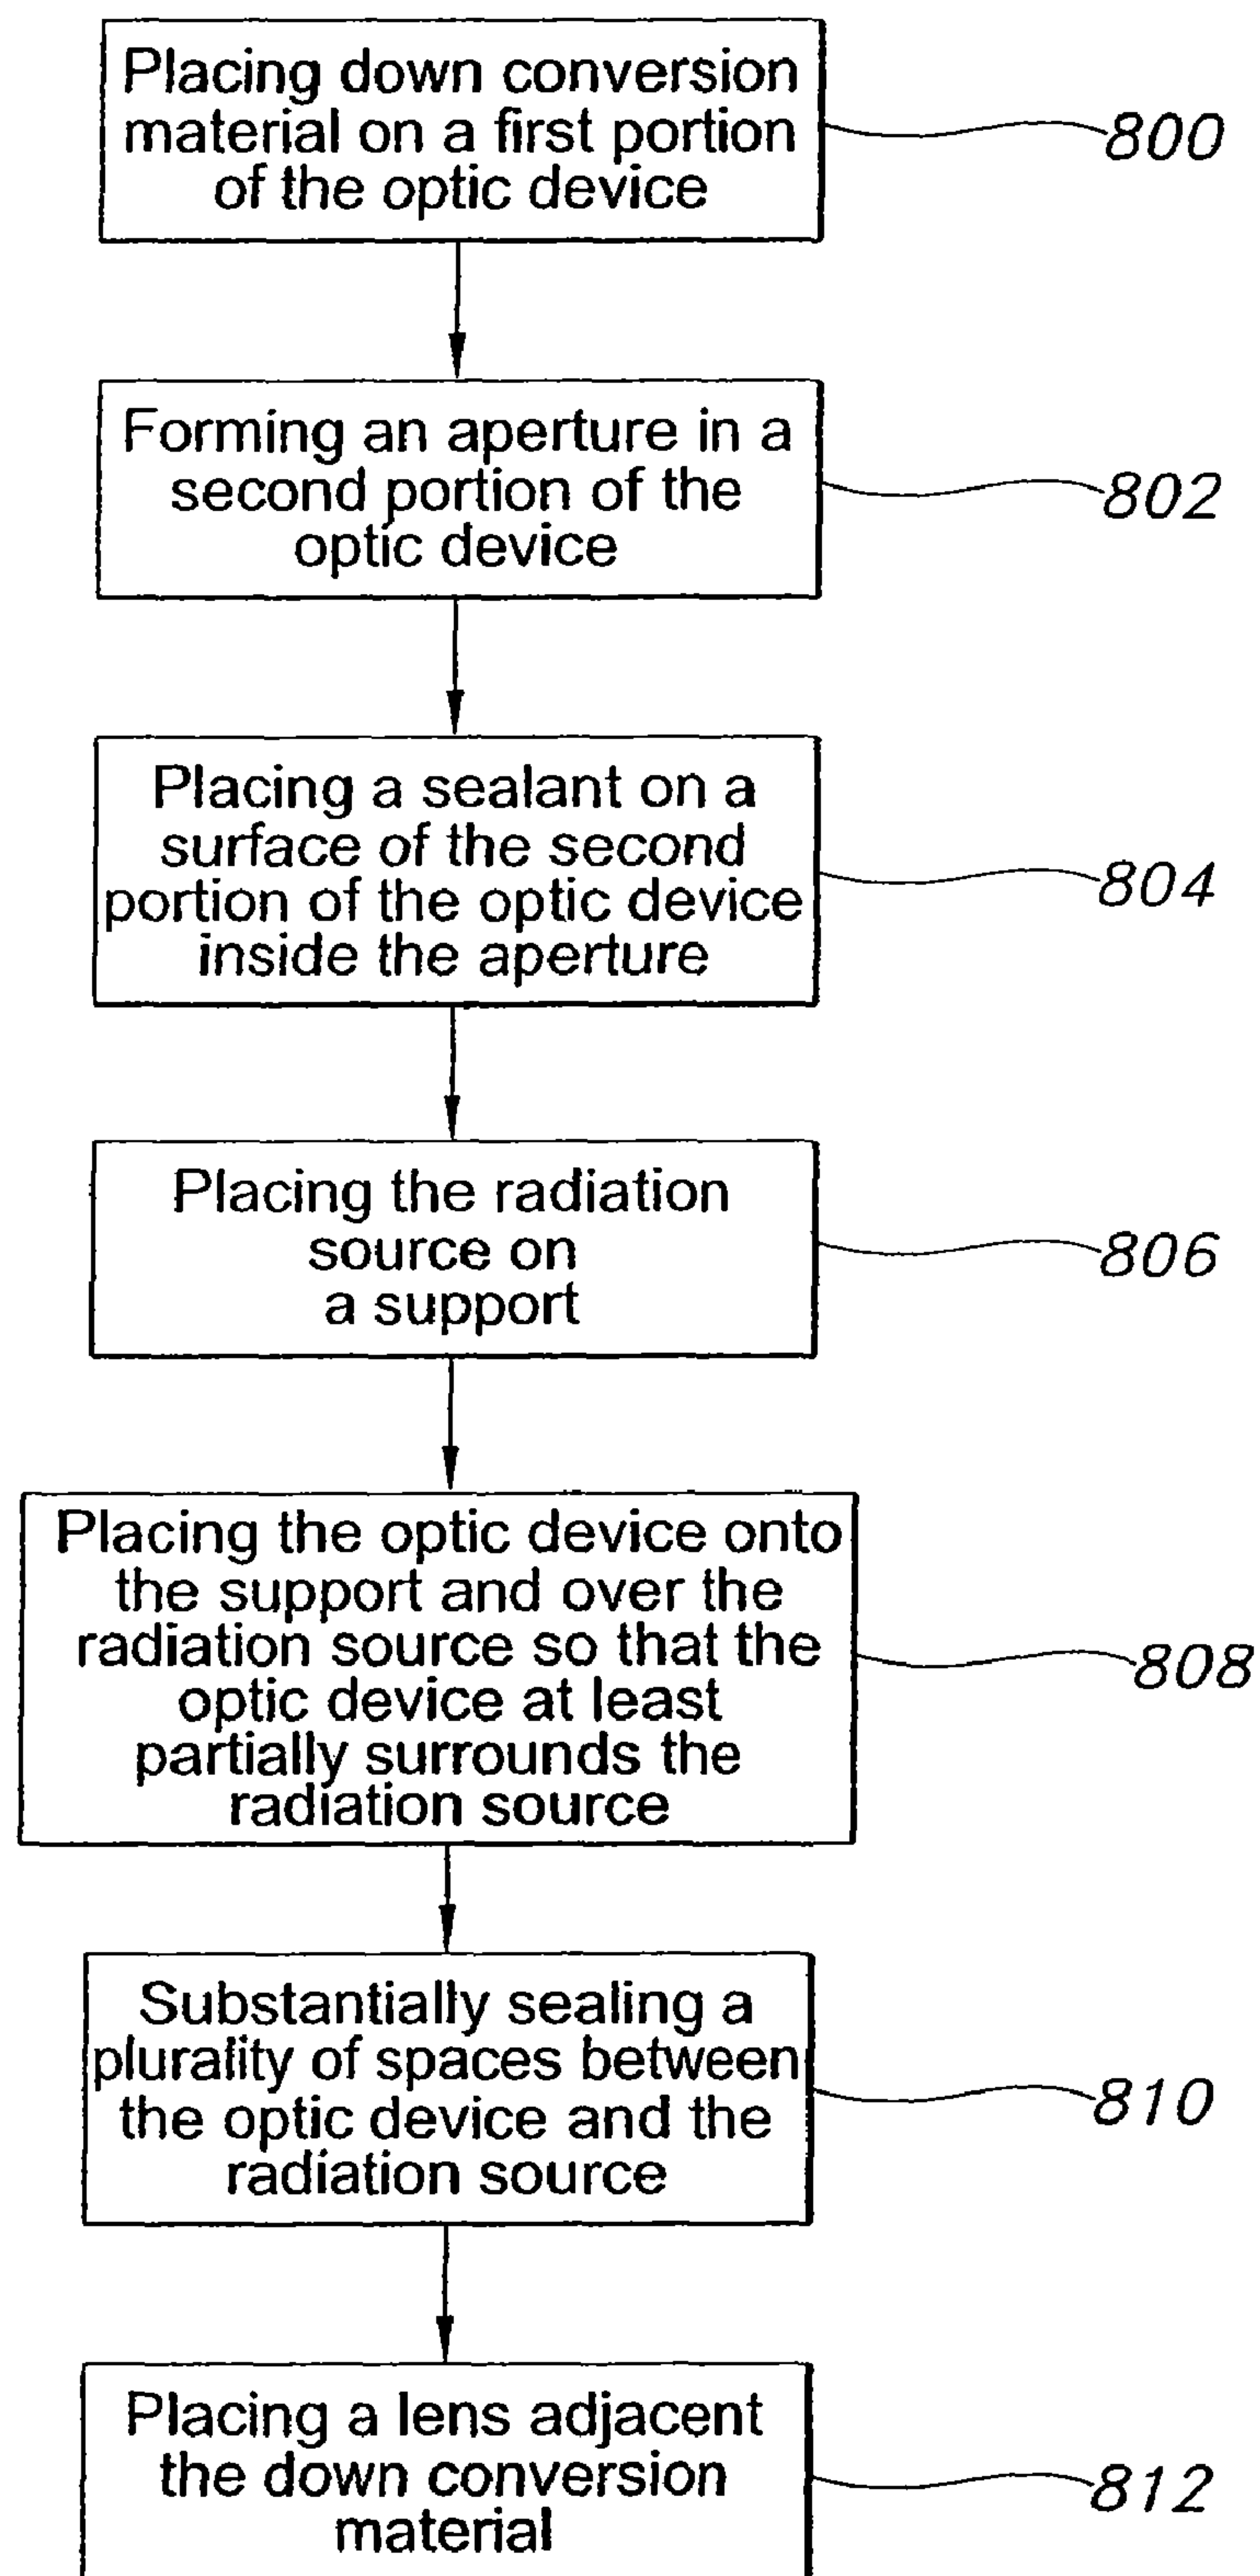 Placing down conversion
material on a first portion
of the optic device
800
Forming an aperture in a
second portion of the
optic device
802
Placing a sealant on a
surface of the second
portion of the optic device
inside the aperture
804
Placing the radiation
source on
a support
806
Placing the optic device onto
the support and over the
radiation source so that the
optic device at least
partially surrounds the
radiation source
808
Substantially sealing a
plurality of spaces between
the optic device and the
radiation source
810
Placing a lens adjacent
the down conversion
material
812